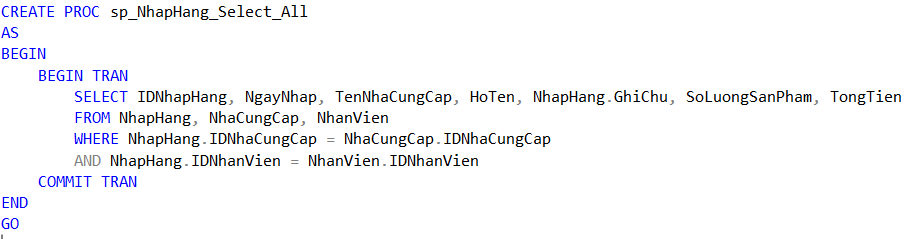 CREATE PROC sp_NhapHang_Select_All
AS
BEGIN
    BEGIN TRAN
        SELECT IDNhapHang, NgayNhap, TenNhaCungCap, HoTen, NhapHang.GhiChu, SoLuongSanPham, TongTien
        FROM NhapHang, NhaCungCap, NhanVien
        WHERE NhapHang.IDNhaCungCap = NhaCungCap.IDNhaCungCap
        AND NhapHang.IDNhanVien = NhanVien.IDNhanVien
    COMMIT TRAN
END
GO